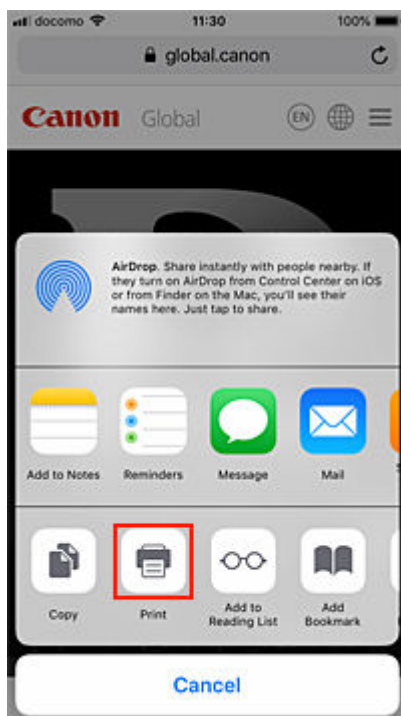 docomo 11:30 100%
global.canon
Canon Global EN
AirDrop. Share instantly with people nearby. If
they turn on AirDrop from Control Center on iOS
or from Finder on the Mac, you'll see their
names here. Just tap to share.
Add to Notes Reminders Message Mail
Copy Print Add to Reading List Add Bookmark
Cancel